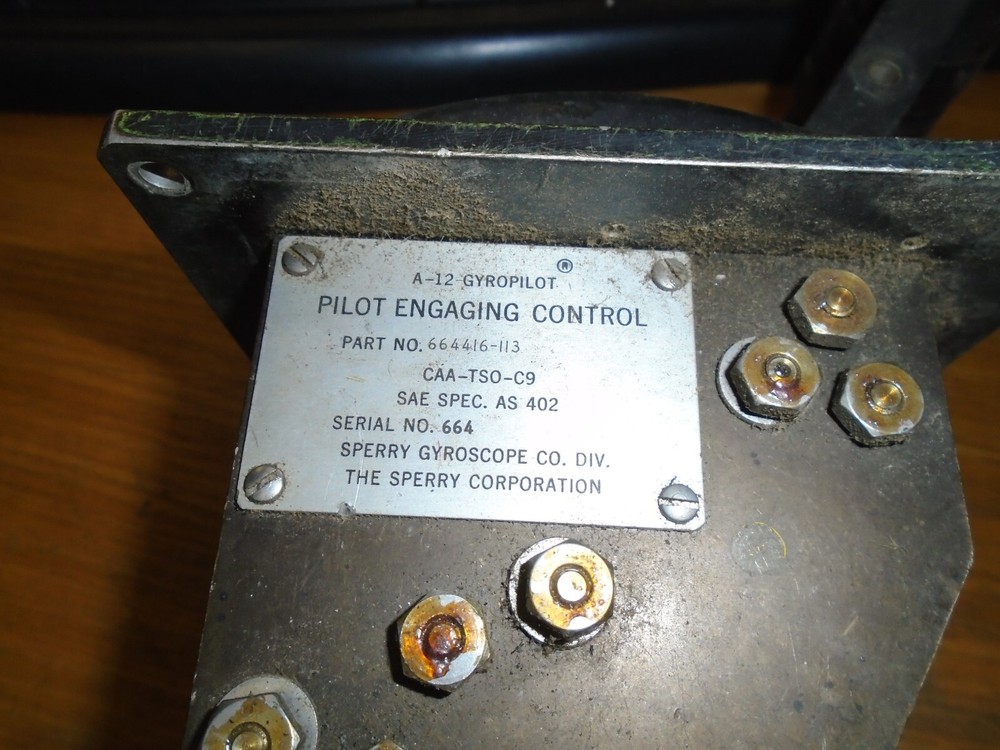 A-12 GYROPILOT ®
PILOT ENGAGING CONTROL
PART NO. 664416-113
CAA-TSO-C9
SAE SPEC. AS 402
SERIAL NO. 664
SPERRY GYROSCOPE CO. DIV.
THE SPERRY CORPORATION